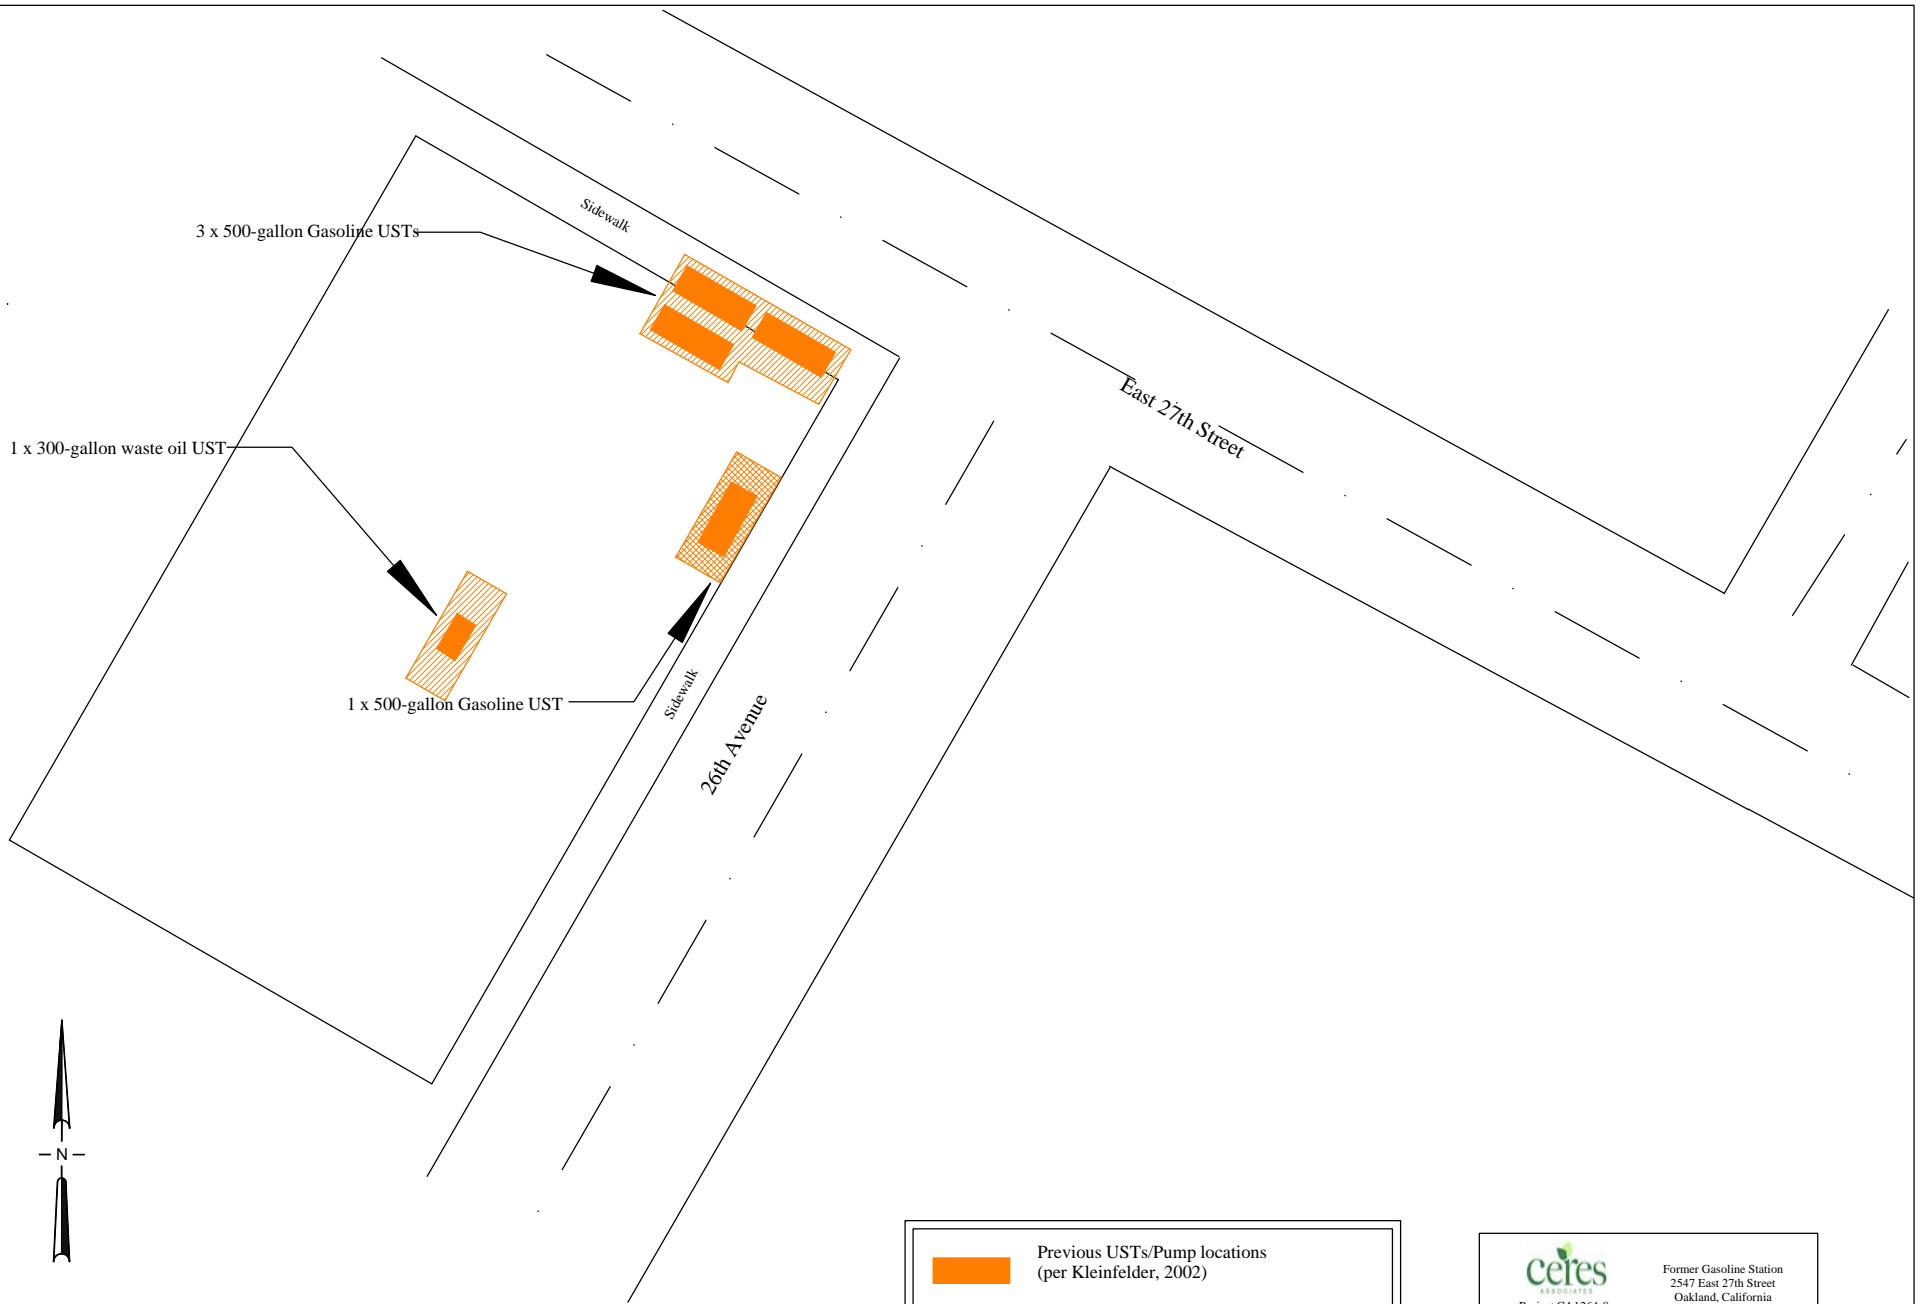 Sidewalk
3 x 500-gallon Gasoline USTs
East 27th Street
1 x 300-gallon waste oil UST
1 x 500-gallon Gasoline UST
Sidewalk
26th Avenue
N
Previous USTs/Pump locations
(per Kleinfelder, 2002)
ceres
ASSOCIATES
Former Gasoline Station
2547 East 27th Street
Oakland, California